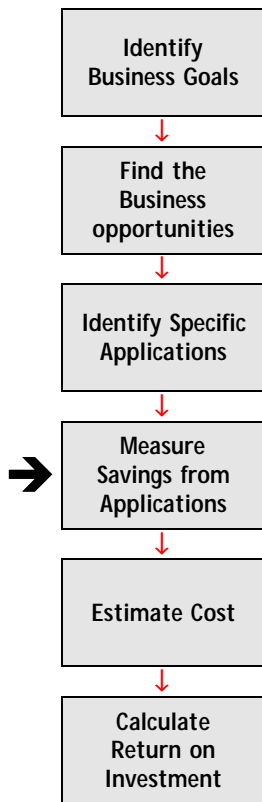 Identify
Business Goals
Find the
Business
opportunities
Identify Specific
Applications
Measure
Savings from
Applications
Estimate Cost
Calculate
Return on
Investment